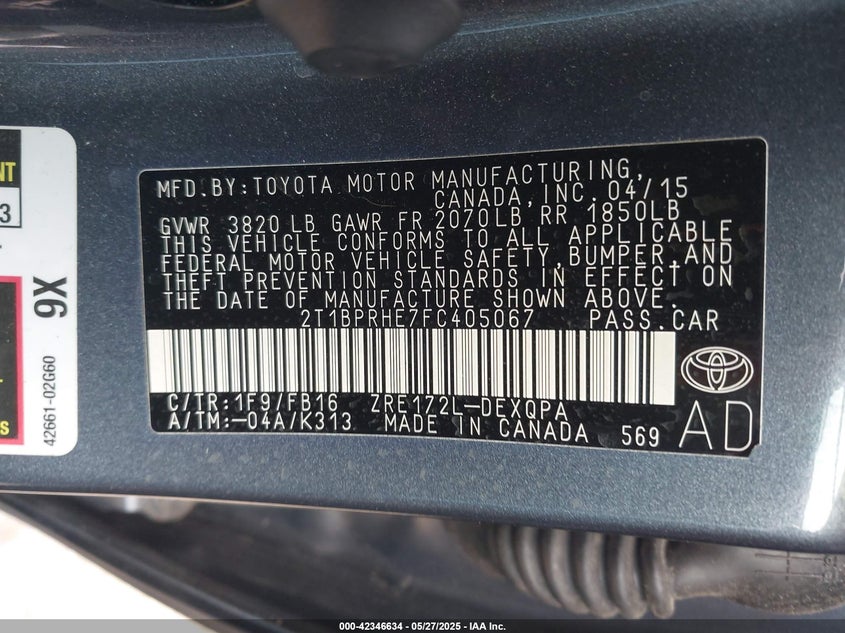 MFD.BY:TOYOTA MOTOR MANUFACTURING,
CANADA, INC. 04/15
GVWR 3820 LB GAWR FR 2070LB RR 1850LB
THIS VEHICLE CONFORMS TO ALL APPLICABLE
FEDERAL MOTOR VEHICLE SAFETY, BUMPER, AND
THEFT PREVENTION STANDARDS IN EFFECT ON
THE DATE OF MANUFACTURE SHOWN ABOVE.
2T1BPRHE7FC405067 PASS.CAR
C/TR:1F9/FB16 ZRE172L-DEXQPA
A/TM:-04A/K313 MADE IN CANADA 569
AD
NT
3
9X
42661-02G60
S
000-42346634 - 05/27/2025 - IAA Inc.